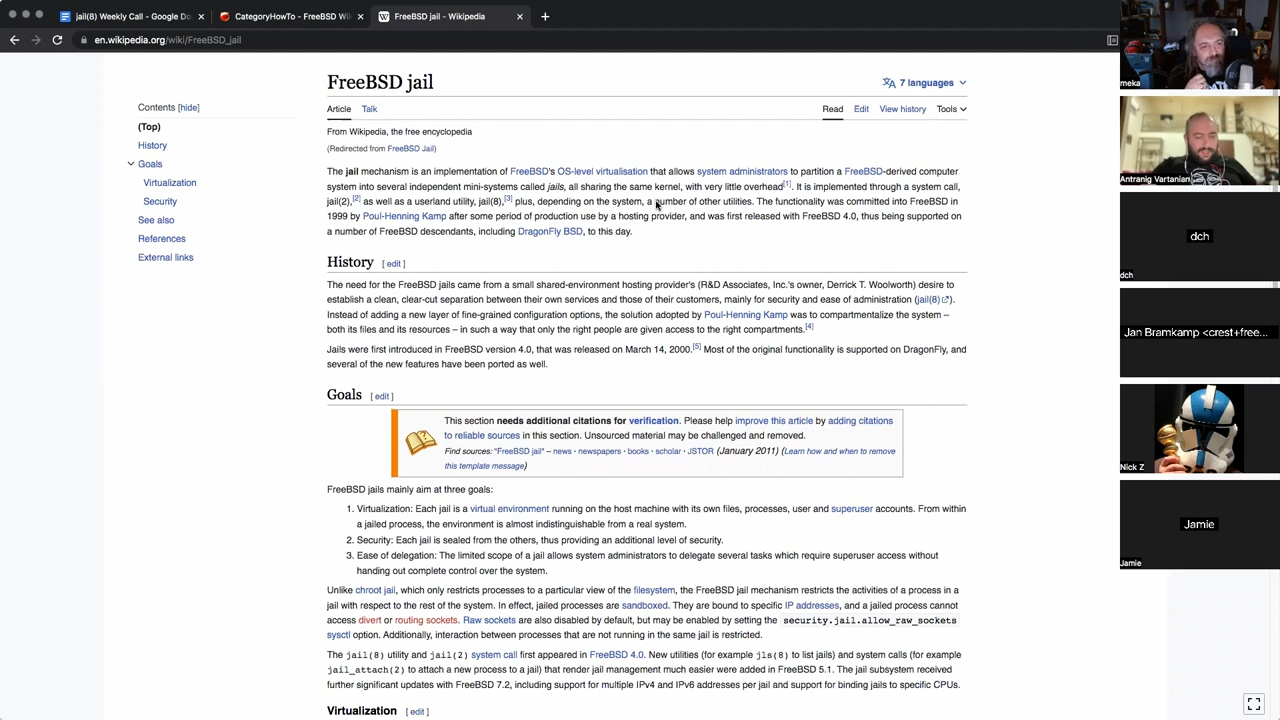 jail(8) Weekly Call - Google Do
CategoryHowTo - FreeBSD Wi
FreeBSD jail - Wikipedia
en.wikipedia.org/wiki/FreeBSD_jail
FreeBSD jail
7 languages
Contents [hide]
(Top)
History
Goals
Virtualization
Security
See also
References
External links
Article Talk
Read Edit View history Tools
From Wikipedia, the free encyclopedia
(Redirected from FreeBSD Jail)
The jail mechanism is an implementation of FreeBSD's OS-level virtualisation that allows system administrators to partition a FreeBSD-derived computer
system into several independent mini-systems called jails, all sharing the same kernel, with very little overhead[1]. It is implemented through a system call,
jail(2),[2] as well as a userland utility, jail(8),[3] plus, depending on the system, a number of other utilities. The functionality was committed into FreeBSD in
1999 by Poul-Henning Kamp after some period of production use by a hosting provider, and was first released with FreeBSD 4.0, thus being supported on
a number of FreeBSD descendants, including DragonFly BSD, to this day.
History [ edit ]
The need for the FreeBSD jails came from a small shared-environment hosting provider's (R&D Associates, Inc.'s owner, Derrick T. Woolworth) desire to
establish a clean, clear-cut separation between their own services and those of their customers, mainly for security and ease of administration (jail(8)).
Instead of adding a new layer of fine-grained configuration options, the solution adopted by Poul-Henning Kamp was to compartmentalize the system –
both its files and its resources – in such a way that only the right people are given access to the right compartments.[4]
Jails were first introduced in FreeBSD version 4.0, that was released on March 14, 2000.[5] Most of the original functionality is supported on DragonFly, and
several of the new features have been ported as well.
Goals [ edit ]
This section needs additional citations for verification. Please help improve this article by adding citations
to reliable sources in this section. Unsourced material may be challenged and removed.
Find sources: "FreeBSD jail" – news · newspapers · books · scholar · JSTOR (January 2011) (Learn how and when to remove
this template message)
FreeBSD jails mainly aim at three goals:
1. Virtualization: Each jail is a virtual environment running on the host machine with its own files, processes, user and superuser accounts. From within
a jailed process, the environment is almost indistinguishable from a real system.
2. Security: Each jail is sealed from the others, thus providing an additional level of security.
3. Ease of delegation: The limited scope of a jail allows system administrators to delegate several tasks which require superuser access without
handing out complete control over the system.
Unlike chroot jail, which only restricts processes to a particular view of the filesystem, the FreeBSD jail mechanism restricts the activities of a process in a
jail with respect to the rest of the system. In effect, jailed processes are sandboxed. They are bound to specific IP addresses, and a jailed process cannot
access divert or routing sockets. Raw sockets are also disabled by default, but may be enabled by setting the security.jail.allow_raw_sockets
sysctl option. Additionally, interaction between processes that are not running in the same jail is restricted.
The jail(8) utility and jail(2) system call first appeared in FreeBSD 4.0. New utilities (for example jls(8) to list jails) and system calls (for example
jail_attach(2) to attach a new process to a jail) that render jail management much easier were added in FreeBSD 5.1. The jail subsystem received
further significant updates with FreeBSD 7.2, including support for multiple IPv4 and IPv6 addresses per jail and support for binding jails to specific CPUs.
Virtualization [ edit ]
meka
Antranig Vartanian
dch
dch
Jan Bramkamp <crest+free...
Nick Z
Jamie
Jamie